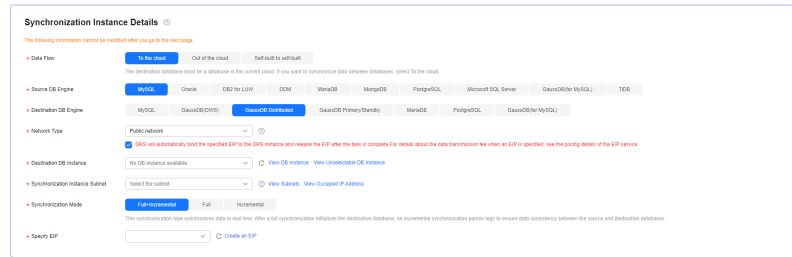 Synchronization Instance Details
The following information cannot be modified after you go to the next page.
* Data Flow To the cloud Out of the cloud Self-built to self-built
The destination database must be a database in the current cloud. If you want to synchronize data between databases, select To the cloud.
* Source DB Engine MySQL Oracle DB2 for LUW DDM MariaDB MongoDB PostgreSQL Microsoft SQL Server GaussDB(for MySQL) TiDB
* Destination DB Engine MySQL GaussDB(DWS) GaussDB Distributed GaussDB Primary/Standby MariaDB PostgreSQL GaussDB(for MySQL)
* Network Type Public network
DRS will automatically bind the specified EIP to the DRS instance and release the EIP after the task is complete.For details about the data transmission fee when an EIP is specified, see the pricing details of the EIP service.
* Destination DB Instance No DB instance available. View DB Instance View Unselectable DB Instance
* Synchronization Instance Subnet Select the subnet View Subnets View Occupied IP Address
* Synchronization Mode Full+Incremental Full Incremental
This synchronization type synchronizes data in real time. After a full synchronization initializes the destination database, an incremental synchronization parses logs to ensure data consistency between the source and destination databases.
* Specify EIP Create an EIP